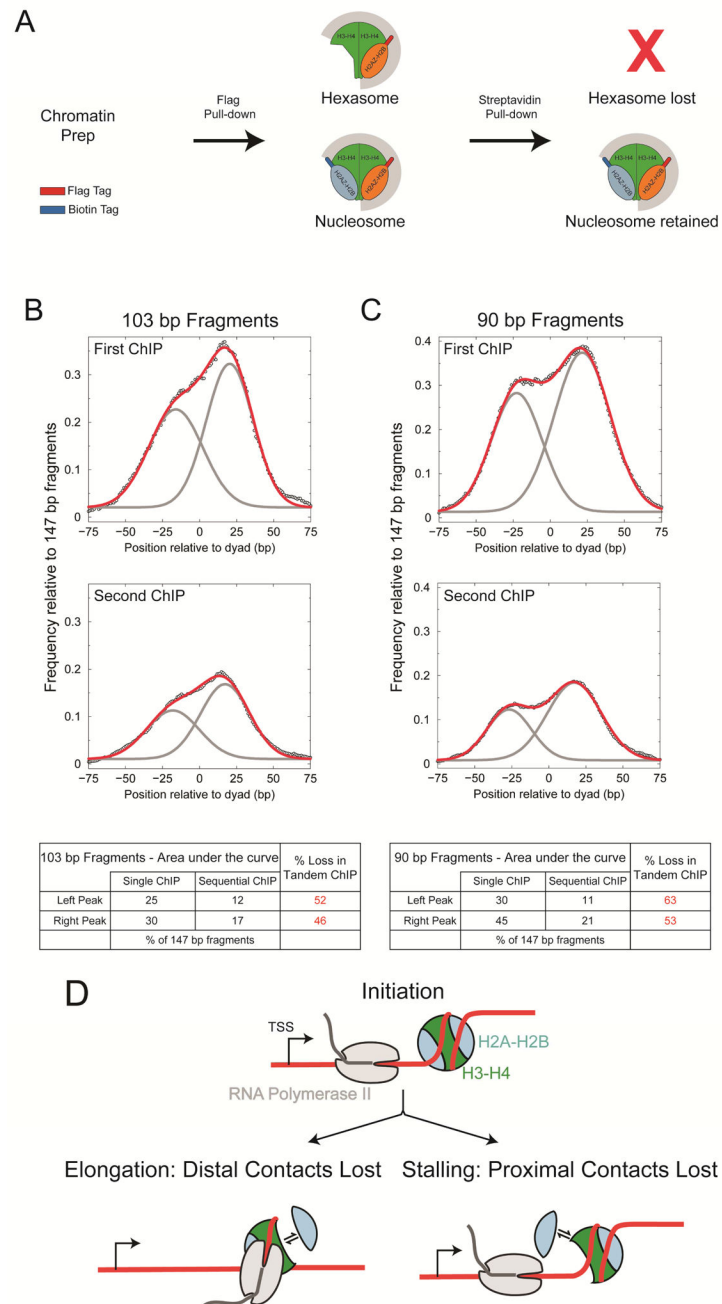 A
Chromatin
Prep
Flag Tag
Biotin Tag
Flag
Pull-down
H3-H4 H3-H4
H2AZ-H2B
Hexasome
H3-H4 H3-H4
H2AZ-H2B H2AZ-H2B
Nucleosome
Streptavidin
Pull-down
X
Hexasome lost
H3-H4 H3-H4
H2AZ-H2B H2AZ-H2B
Nucleosome retained
B
103 bp Fragments
Frequency relative to 147 bp fragments
First ChIP
0.3
0.2
0.1
0
−75 −50 −25 0 25 50 75
Position relative to dyad (bp)
Second ChIP
0.3
0.2
0.1
0
−75 −50 −25 0 25 50 75
Position relative to dyad (bp)
C
90 bp Fragments
First ChIP
0.4
0.3
0.2
0.1
0
−75 −50 −25 0 25 50 75
Position relative to dyad (bp)
Second ChIP
0.4
0.3
0.2
0.1
0
−75 −50 −25 0 25 50 75
Position relative to dyad (bp)
103 bp Fragments - Area under the curve % Loss in Tandem ChIP
Single ChIP Sequential ChIP
Left Peak 25 12 52
Right Peak 30 17 46
% of 147 bp fragments
90 bp Fragments - Area under the curve % Loss in Tandem ChIP
Single ChIP Sequential ChIP
Left Peak 30 11 63
Right Peak 45 21 53
% of 147 bp fragments
D
Initiation
TSS
H2A-H2B
H3-H4
RNA Polymerase II
Elongation: Distal Contacts Lost
Stalling: Proximal Contacts Lost